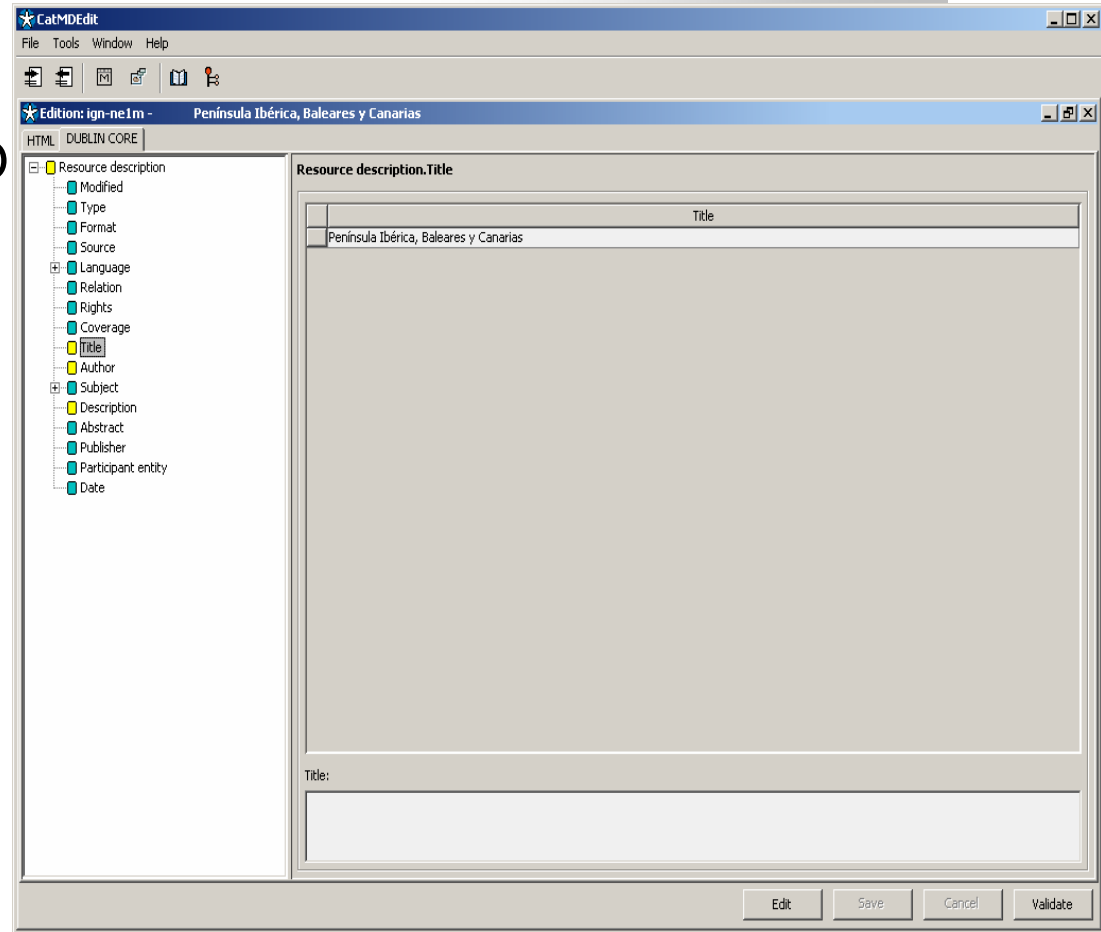 CatMDEdit
File Tools Window Help
Edition: ign-ne1m - Península Ibérica, Baleares y Canarias
HTML DUBLIN CORE
)
Resource description
Modified
Type
Format
Source
Language
Relation
Rights
Coverage
Title
Author
Subject
Description
Abstract
Publisher
Participant entity
Date
Resource description.Title
Title
Península Ibérica, Baleares y Canarias
Title:
Edit Save Cancel Validate